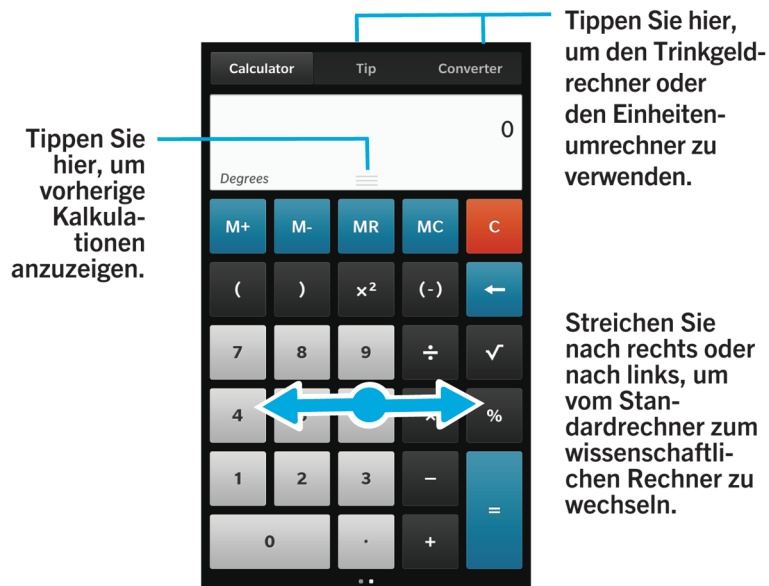 Tippen Sie hier,
um den Trinkgeld-
rechner oder
den Einheiten-
umrechner zu
verwenden.
Calculator Tip Converter
0
Degrees
Tippen Sie
hier, um
vorherige
Kalkula-
tionen
anzuzeigen.
M+ M- MR MC C
( ) x² (-) ←
7 8 9 ÷ √
4 %
1 2 3 − =
0 . +
Streichen Sie
nach rechts oder
nach links, um
vom Stan-
dardrechner zum
wissenschaftli-
chen Rechner zu
wechseln.